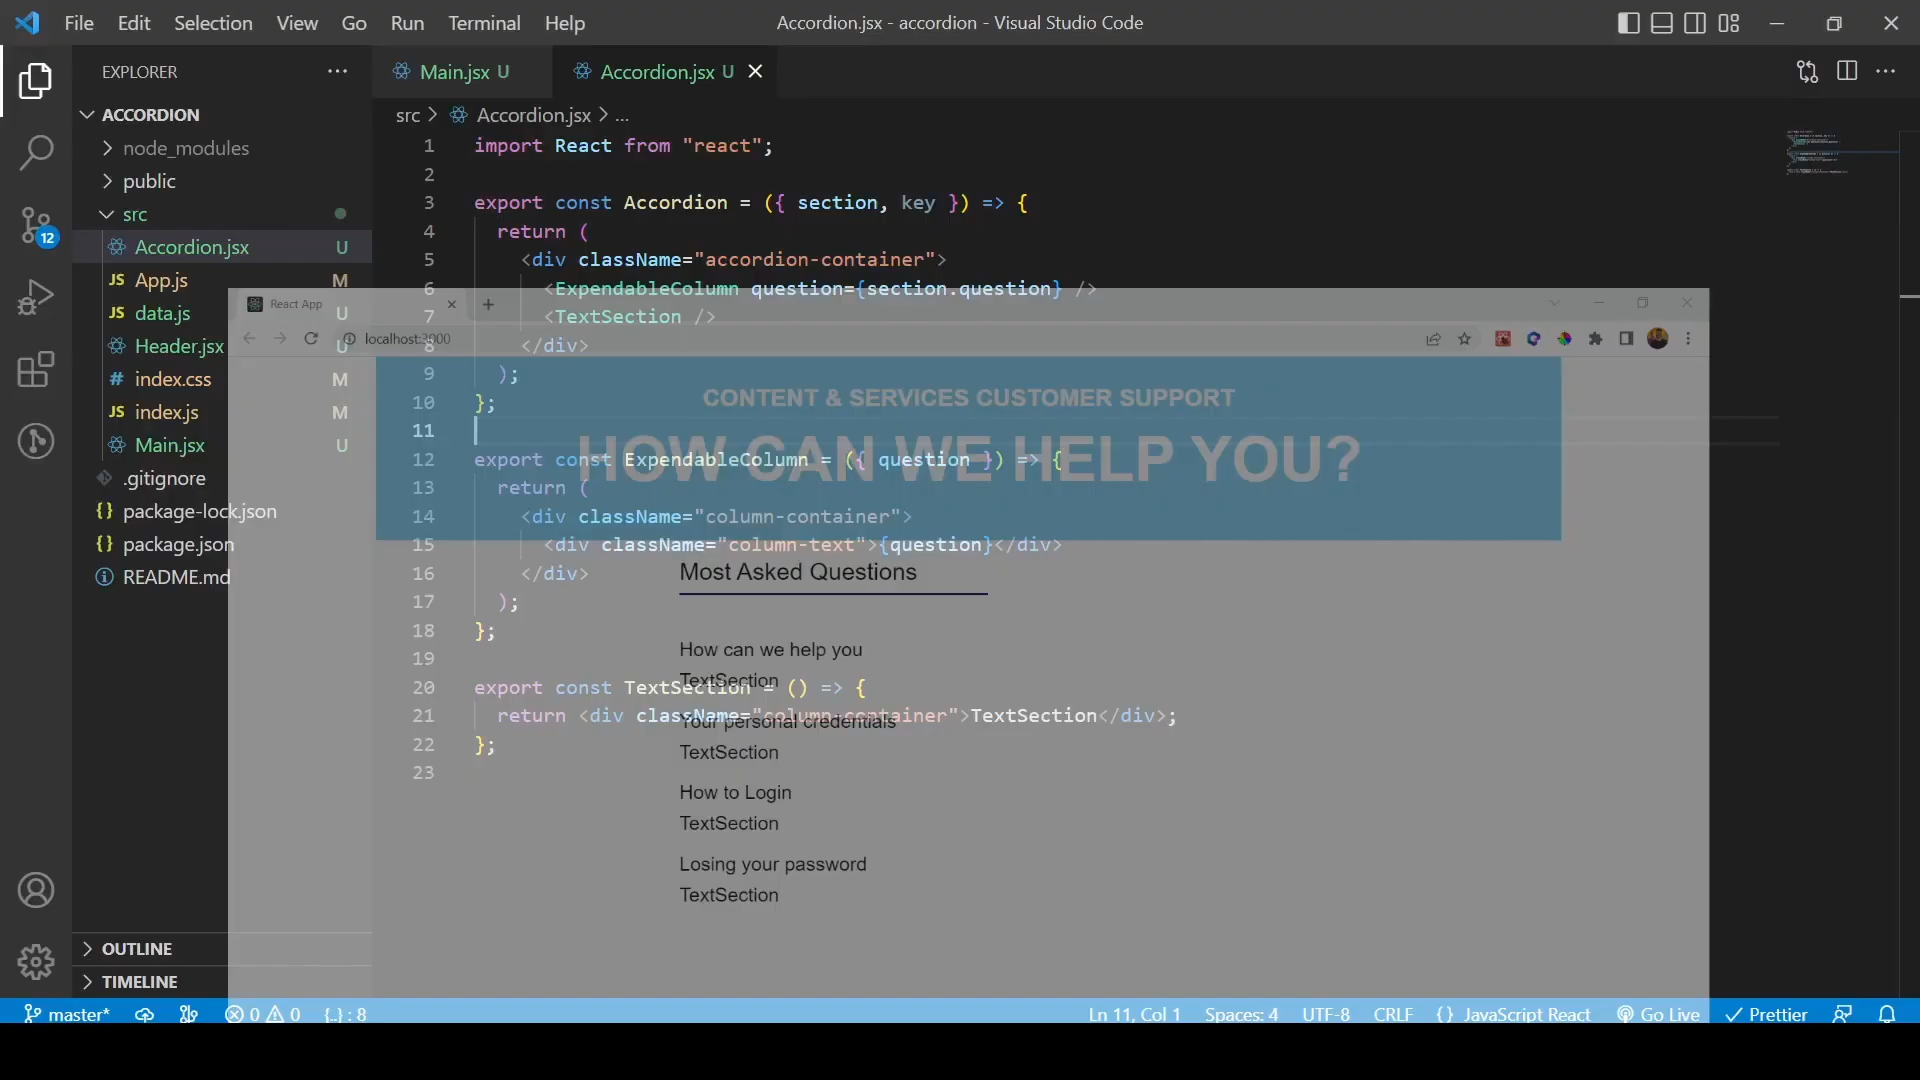 File Edit Selection View Go Run Terminal Help
Accordion.jsx - accordion - Visual Studio Code
EXPLORER
ACCORDION
node_modules
public
src
Accordion.jsx U
App.js M
data.js U
Header.jsx U
index.css M
index.js M
Main.jsx U
.gitignore
package-lock.json
package.json
README.md
OUTLINE
TIMELINE
12
Main.jsx U
Accordion.jsx U
src > Accordion.jsx > ...
1 import React from "react";
2
3 export const Accordion = ({ section, key }) => {
4 return (
5 <div className="accordion-container">
6 <ExpendableColumn question={section.question} />
7 <TextSection />
8 </div>
9 );
10 };
11
12 export const ExpendableColumn = ({ question }) => {
13 return (
14 <div className="column-container">
15 <div className="column-text">{question}</div>
16 </div>
17 );
18 };
19
20 export const TextSection = () => {
21 return <div className="column-container">TextSection</div>;
22 };
23
React App
localhost:3000
CONTENT & SERVICES CUSTOMER SUPPORT
HOW CAN WE HELP YOU?
Most Asked Questions
How can we help you
TextSection
Your personal credentials
TextSection
How to Login
TextSection
Losing your password
TextSection
master* 0 0 {..} : 8
Ln 11, Col 1 Spaces: 4 UTF-8 CRLF {} JavaScript React Go Live Prettier